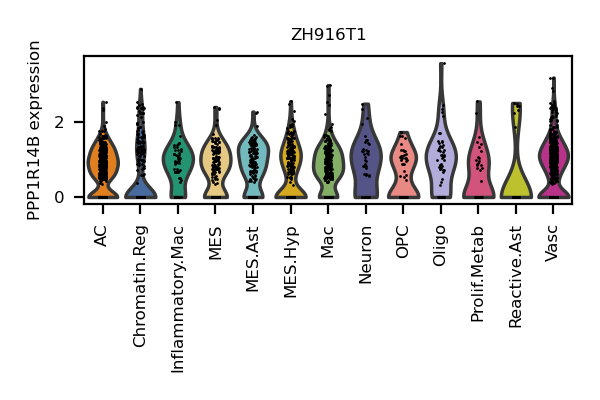 ZH916T1
PPP1R14B expression
2
0
AC
Chromatin.Reg
Inflammatory.Mac
MES
MES.Ast
MES.Hyp
Mac
Neuron
OPC
Oligo
Prolif.Metab
Reactive.Ast
Vasc